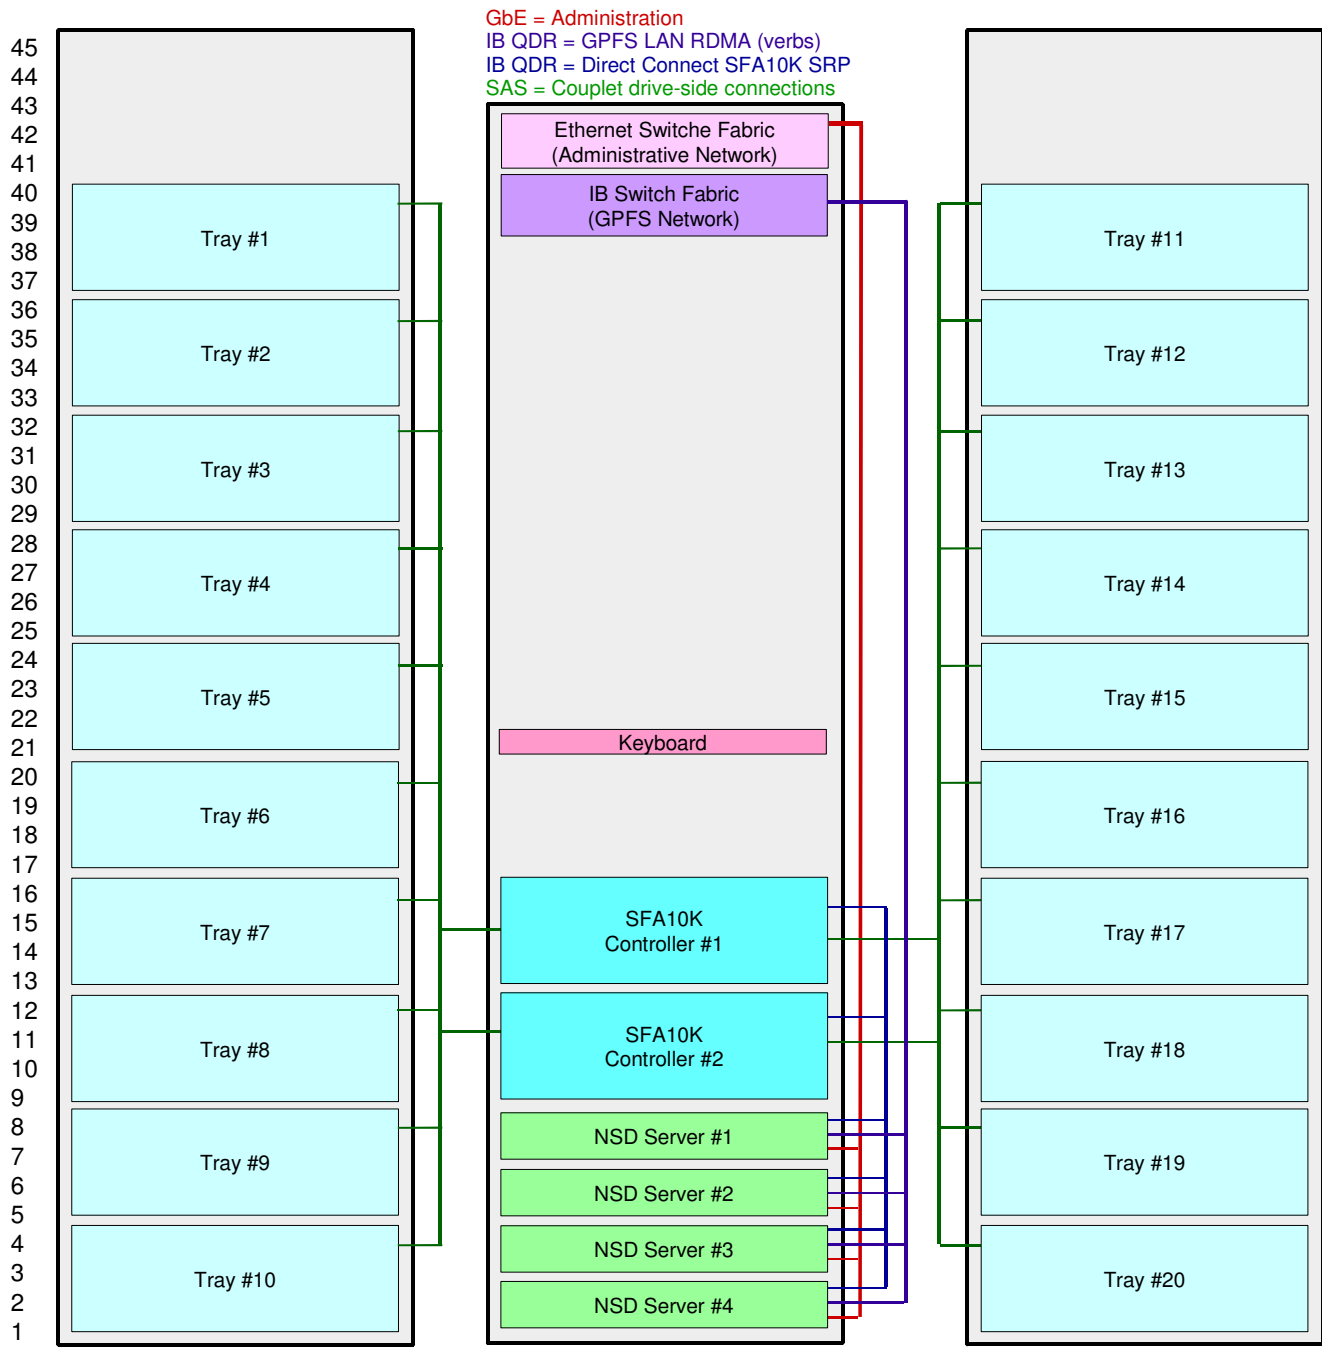 GbE = Administration
IB QDR = GPFS LAN RDMA (verbs)
IB QDR = Direct Connect SFA10K SRP
SAS = Couplet drive-side connections
45
44
43
42
41
40
39
38
37
36
35
34
33
32
31
30
29
28
27
26
25
24
23
22
21
20
19
18
17
16
15
14
13
12
11
10
9
8
7
6
5
4
3
2
1
Tray #1
Tray #2
Tray #3
Tray #4
Tray #5
Tray #6
Tray #7
Tray #8
Tray #9
Tray #10
Ethernet Switche Fabric
(Administrative Network)
IB Switch Fabric
(GPFS Network)
Keyboard
SFA10K
Controller #1
SFA10K
Controller #2
NSD Server #1
NSD Server #2
NSD Server #3
NSD Server #4
Tray #11
Tray #12
Tray #13
Tray #14
Tray #15
Tray #16
Tray #17
Tray #18
Tray #19
Tray #20